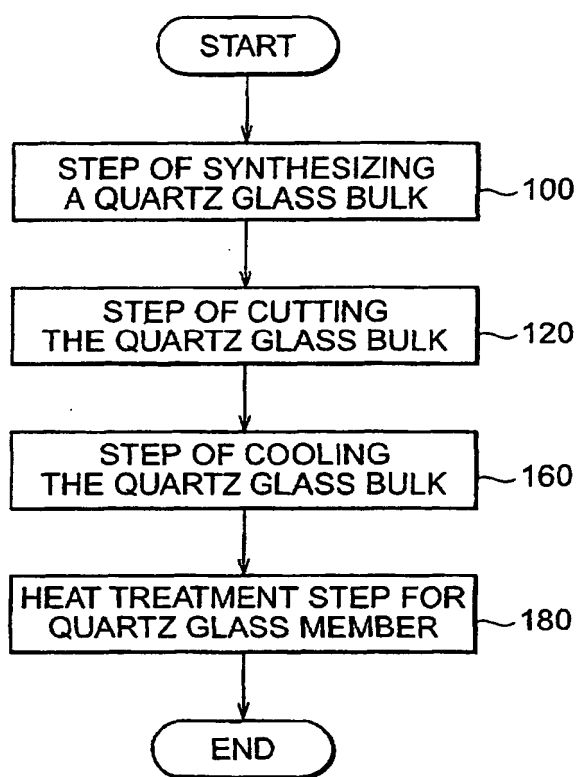 START
STEP OF SYNTHESIZING
A QUARTZ GLASS BULK
100
STEP OF CUTTING
THE QUARTZ GLASS BULK
120
STEP OF COOLING
THE QUARTZ GLASS BULK
160
HEAT TREATMENT STEP FOR
QUARTZ GLASS MEMBER
180
END